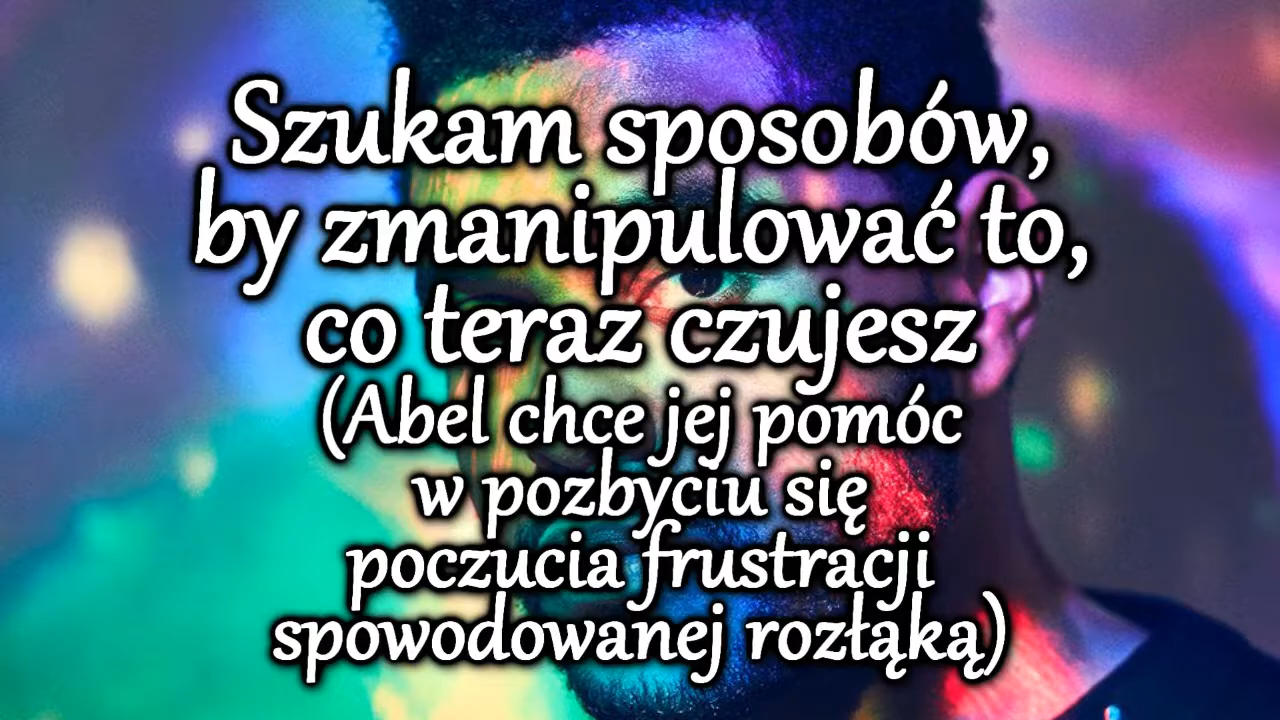 Szukam sposobów,
by zmanipulować to,
co teraz czujesz
(Abel chce jej pomóc
w pozbyciu się
poczucia frustracji
spowodowanej rozłąką)